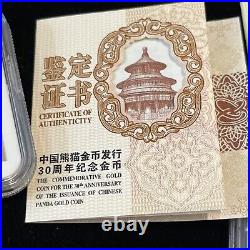 鉴定
证书
CERTIFICATE OF
AUTHENTICITY
中国熊猫金币发行
30周年纪念金币
THE COMMEMORATIVE GOLD
COIN FOR THE 30TH ANNIVERSARY
OF THE ISSUANCE OF CHINESE
PANDA GOLD COIN